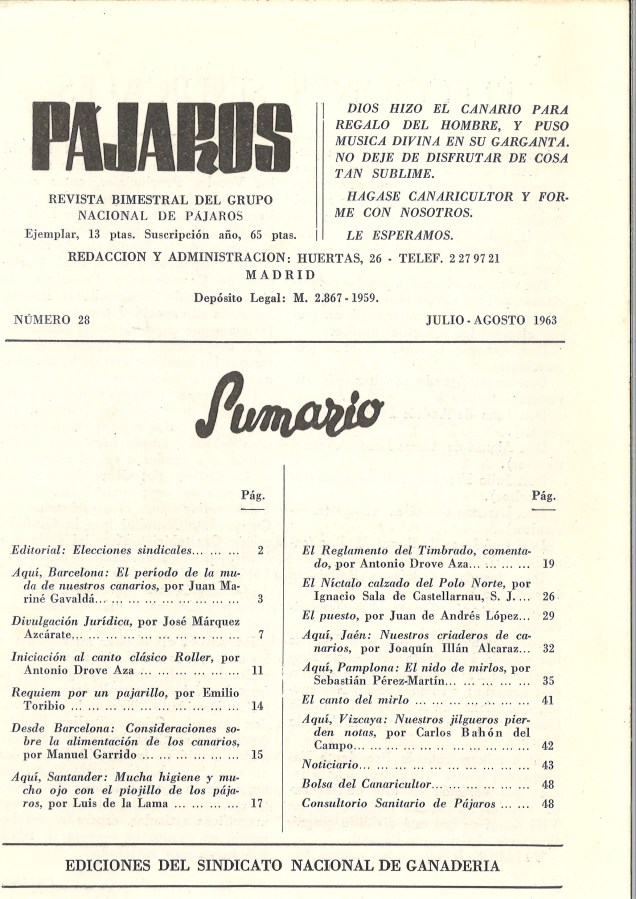 PÁJAROS
REVISTA BIMESTRAL DEL GRUPO
NACIONAL DE PÁJAROS
Ejemplar, 13 ptas. Suscripción año, 65 ptas.
DIOS HIZO EL CANARIO PARA
REGALO DEL HOMBRE, Y PUSO
MUSICA DIVINA EN SU GARGANTA.
NO DEJE DE DISFRUTAR DE COSA
TAN SUBLIME.
HAGASE CANARICULTOR Y FOR-
ME CON NOSOTROS.
LE ESPERAMOS.
REDACCION Y ADMINISTRACION: HUERTAS, 26 - TELEF. 2 27 97 21
MADRID
Depósito Legal: M. 2.867-1959.
NÚMERO 28 JULIO-AGOSTO 1963
Sumario
Pág.
Editorial: Elecciones sindicales... ... ... 2
Aquí, Barcelona: El período de la mu-
da de nuestros canarios, por Juan Ma-
riné Gavaldá... ... ... ... ... ... ... ... 3
Divulgación Jurídica, por José Márquez
Azcárate... ... ... ... ... ... ... ... ... 7
Iniciación al canto clásico Roller, por
Antonio Drove Aza ... ... ... ... ... 11
Requiem por un pajarillo, por Emilio
Toribio ... ... ... ... ... ... ... ... ... 14
Desde Barcelona: Consideraciones so-
bre la alimentación de los canarios,
por Manuel Garrido ... ... ... ... ... 15
Aquí, Santander: Mucha higiene y mu-
cho ojo con el piojillo de los pája-
ros, por Luis de la Lama ... ... ... 17
Pág.
El Reglamento del Timbrado, comenta-
do, por Antonio Drove Aza... ... ... ... 19
El Níctalo calzado del Polo Norte, por
Ignacio Sala de Castellarnau, S. J. ... 26
El puesto, por Juan de Andrés López... 29
Aquí, Jaén: Nuestros criaderos de ca-
narios, por Joaquín Illán Alcaraz... 32
Aquí, Pamplona: El nido de mirlos, por
Sebastián Pérez-Martín... ... ... ... ... 35
El canto del mirlo ... ... ... ... ... ... 41
Aquí, Vizcaya: Nuestros jilgueros pier-
den notas, por Carlos Bahón del
Campo... ... ... ... ... ... ... ... ... ... 42
Noticiario... ... ... ... ... ... ... ... ... 43
Bolsa del Canaricultor... ... ... ... ... 48
Consultorio Sanitario de Pájaros ... ... 48
EDICIONES DEL SINDICATO NACIONAL DE GANADERIA